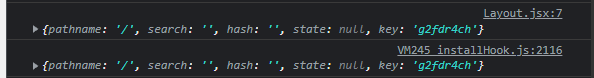 Layout.jsx:7
{pathname: '/', search: '', hash: '', state: null, key: 'g2fdr4ch'}
VM245 installHook.js:2116
{pathname: '/', search: '', hash: '', state: null, key: 'g2fdr4ch'}